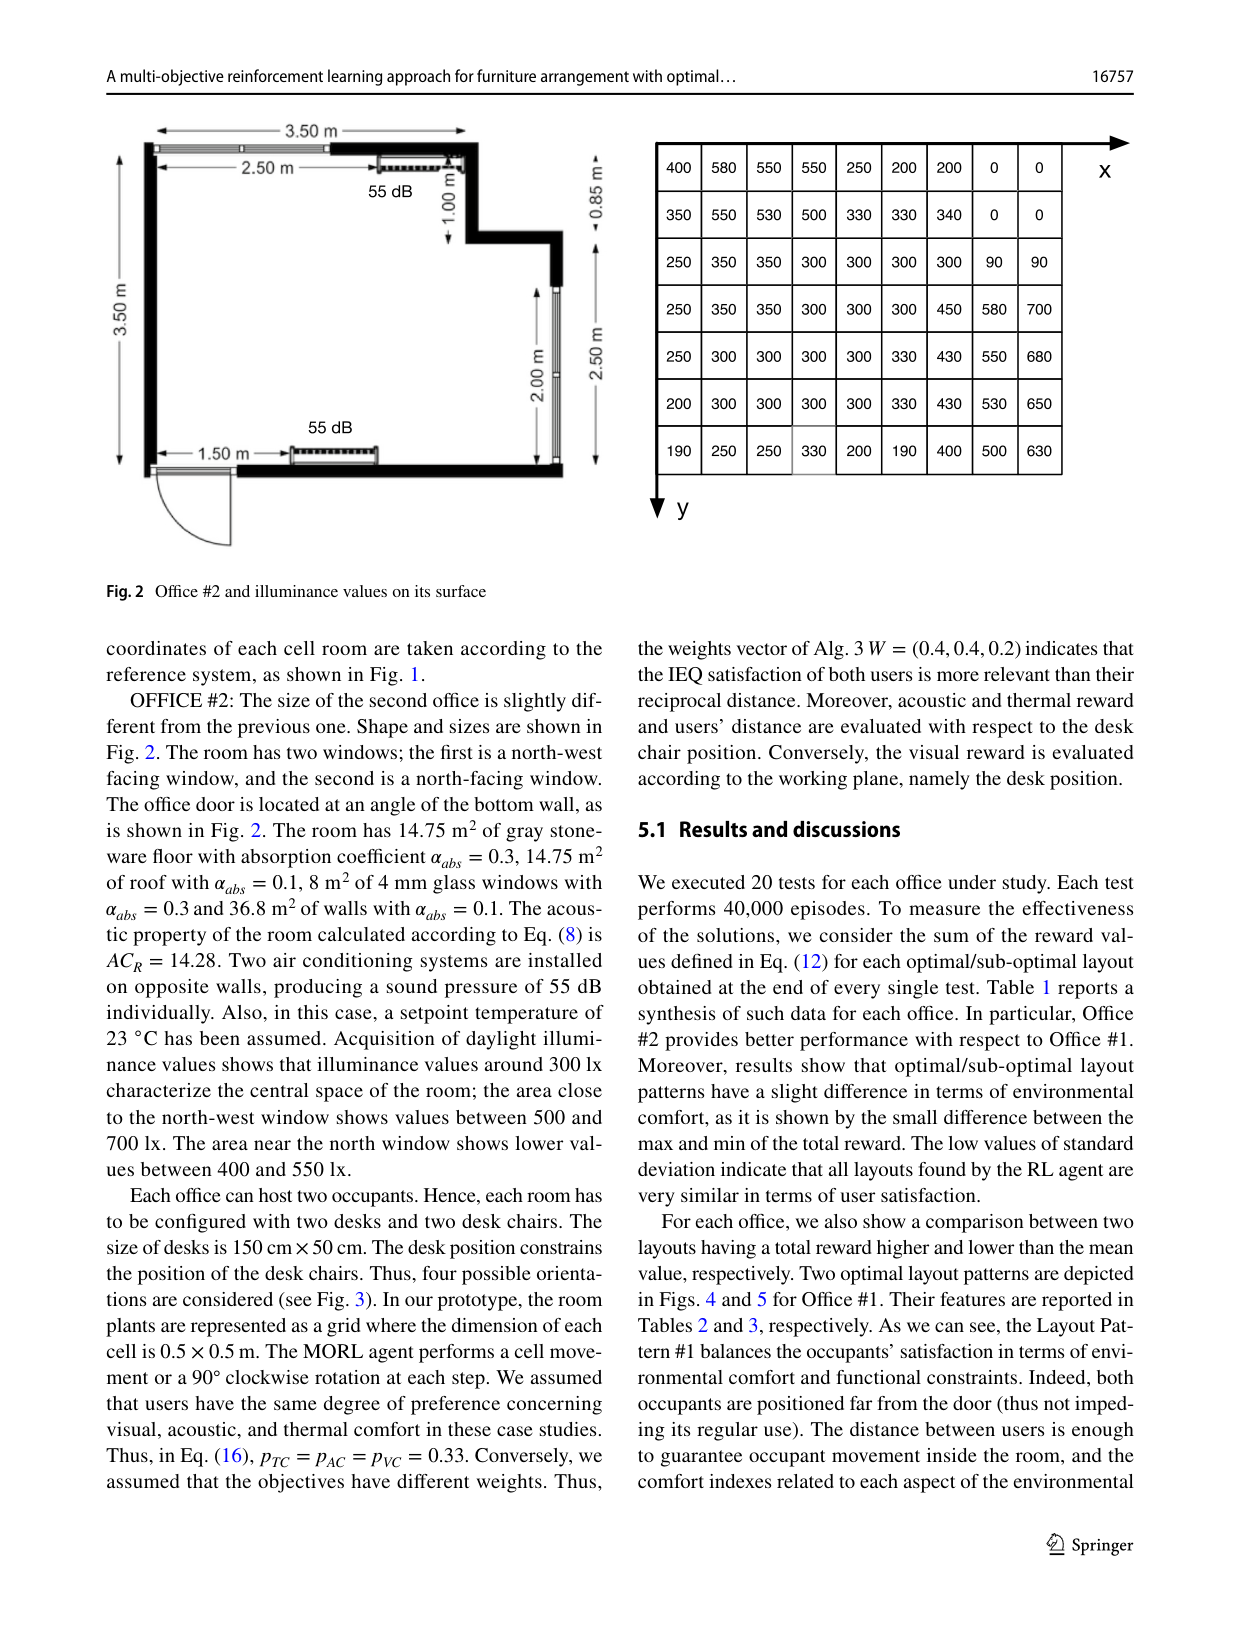 A multi-objective reinforcement learning approach for furniture arrangement with optimal…
16757
3.50 m
2.50 m
55 dB
1.00 m
0.85 m
3.50 m
2.00 m
2.50 m
55 dB
1.50 m
x
400 580 550 550 250 200 200 0 0
350 550 530 500 330 330 340 0 0
250 350 350 300 300 300 300 90 90
250 350 350 300 300 300 450 580 700
250 300 300 300 300 330 430 550 680
200 300 300 300 300 330 430 530 650
190 250 250 330 200 190 400 500 630
y
Fig. 2 Office #2 and illuminance values on its surface
coordinates of each cell room are taken according to the
reference system, as shown in Fig. 1.
OFFICE #2: The size of the second office is slightly dif-
ferent from the previous one. Shape and sizes are shown in
Fig. 2. The room has two windows; the first is a north-west
facing window, and the second is a north-facing window.
The office door is located at an angle of the bottom wall, as
is shown in Fig. 2. The room has 14.75 m² of gray stone-
ware floor with absorption coefficient α_abs = 0.3, 14.75 m²
of roof with α_abs = 0.1, 8 m² of 4 mm glass windows with
α_abs = 0.3 and 36.8 m² of walls with α_abs = 0.1. The acous-
tic property of the room calculated according to Eq. (8) is
AC_R = 14.28. Two air conditioning systems are installed
on opposite walls, producing a sound pressure of 55 dB
individually. Also, in this case, a setpoint temperature of
23 °C has been assumed. Acquisition of daylight illumi-
nance values shows that illuminance values around 300 lx
characterize the central space of the room; the area close
to the north-west window shows values between 500 and
700 lx. The area near the north window shows lower val-
ues between 400 and 550 lx.
Each office can host two occupants. Hence, each room has
to be configured with two desks and two desk chairs. The
size of desks is 150 cm × 50 cm. The desk position constrains
the position of the desk chairs. Thus, four possible orienta-
tions are considered (see Fig. 3). In our prototype, the room
plants are represented as a grid where the dimension of each
cell is 0.5 × 0.5 m. The MORL agent performs a cell move-
ment or a 90° clockwise rotation at each step. We assumed
that users have the same degree of preference concerning
visual, acoustic, and thermal comfort in these case studies.
Thus, in Eq. (16), p_TC = p_AC = p_VC = 0.33. Conversely, we
assumed that the objectives have different weights. Thus,
the weights vector of Alg. 3 W = (0.4, 0.4, 0.2) indicates that
the IEQ satisfaction of both users is more relevant than their
reciprocal distance. Moreover, acoustic and thermal reward
and users’ distance are evaluated with respect to the desk
chair position. Conversely, the visual reward is evaluated
according to the working plane, namely the desk position.
5.1 Results and discussions
We executed 20 tests for each office under study. Each test
performs 40,000 episodes. To measure the effectiveness
of the solutions, we consider the sum of the reward val-
ues defined in Eq. (12) for each optimal/sub-optimal layout
obtained at the end of every single test. Table 1 reports a
synthesis of such data for each office. In particular, Office
#2 provides better performance with respect to Office #1.
Moreover, results show that optimal/sub-optimal layout
patterns have a slight difference in terms of environmental
comfort, as it is shown by the small difference between the
max and min of the total reward. The low values of standard
deviation indicate that all layouts found by the RL agent are
very similar in terms of user satisfaction.
For each office, we also show a comparison between two
layouts having a total reward higher and lower than the mean
value, respectively. Two optimal layout patterns are depicted
in Figs. 4 and 5 for Office #1. Their features are reported in
Tables 2 and 3, respectively. As we can see, the Layout Pat-
tern #1 balances the occupants’ satisfaction in terms of envi-
ronmental comfort and functional constraints. Indeed, both
occupants are positioned far from the door (thus not imped-
ing its regular use). The distance between users is enough
to guarantee occupant movement inside the room, and the
comfort indexes related to each aspect of the environmental
Springer